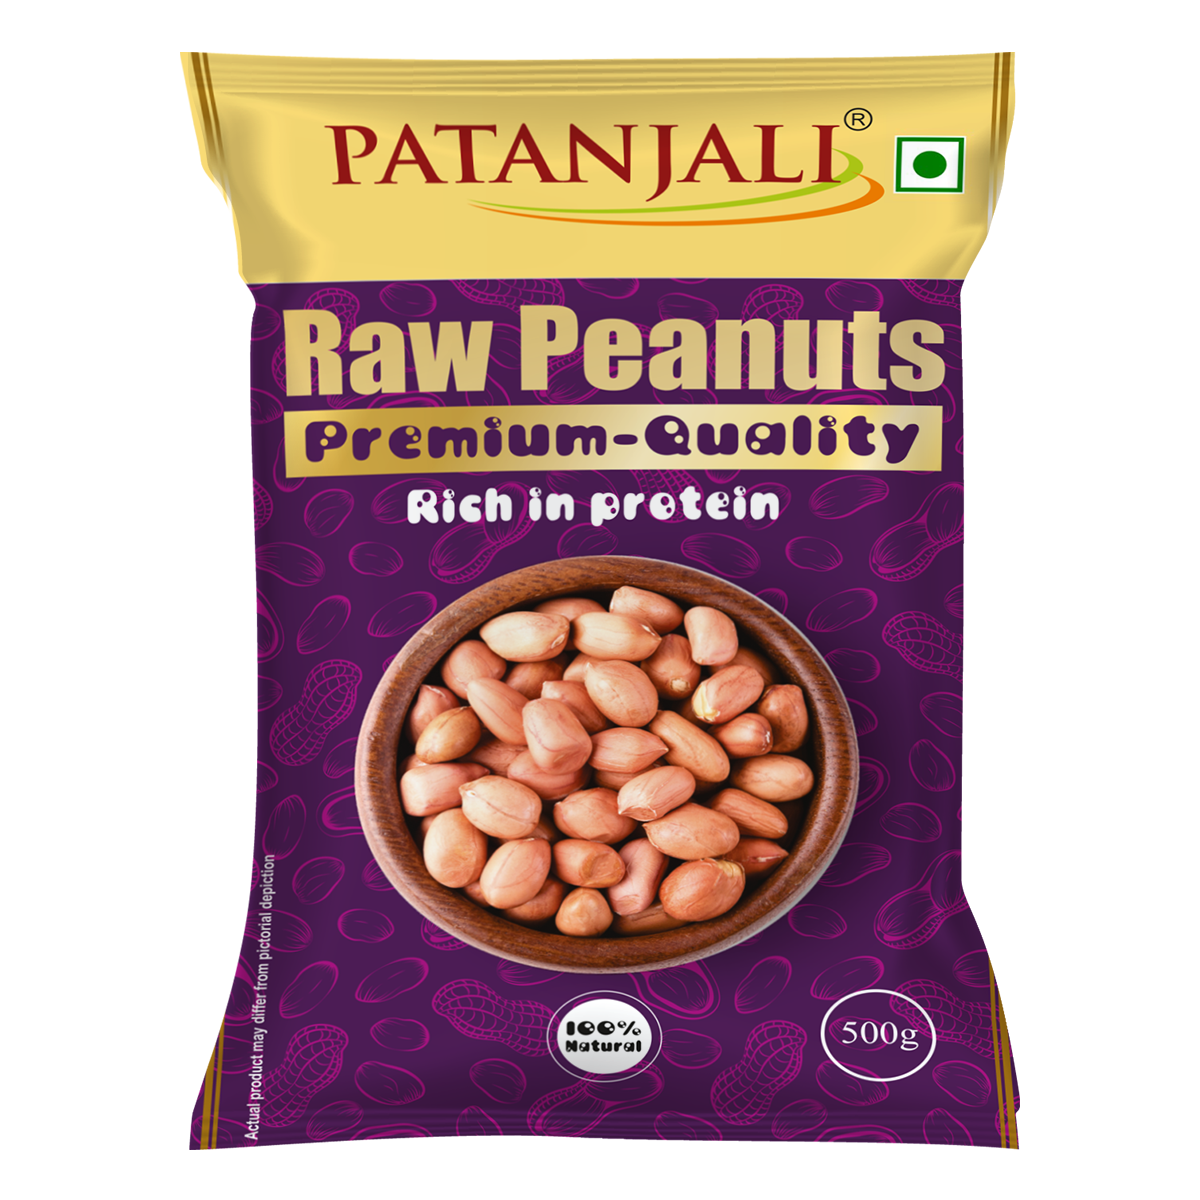 PATANJALI®
Raw Peanuts
Premium-Quality
Rich in protein
100%
Natural
500g
Actual product may differ from pictorial depiction